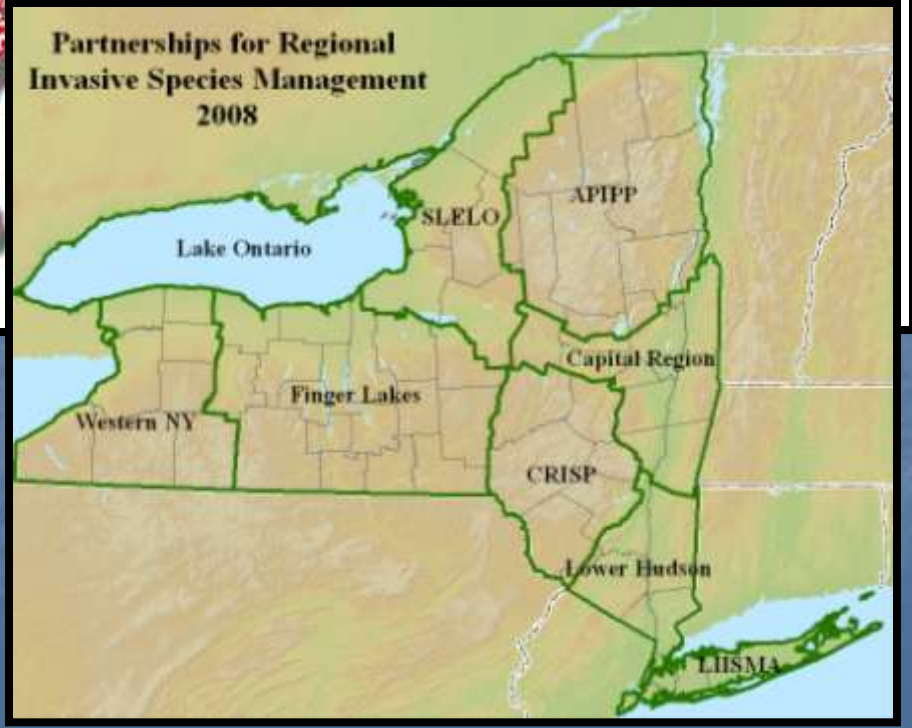 Partnerships for Regional
Invasive Species Management
2008
APIPP
SLELO
Lake Ontario
Capital Region
Finger Lakes
Western NY
CRISP
Lower Hudson
LIISMA